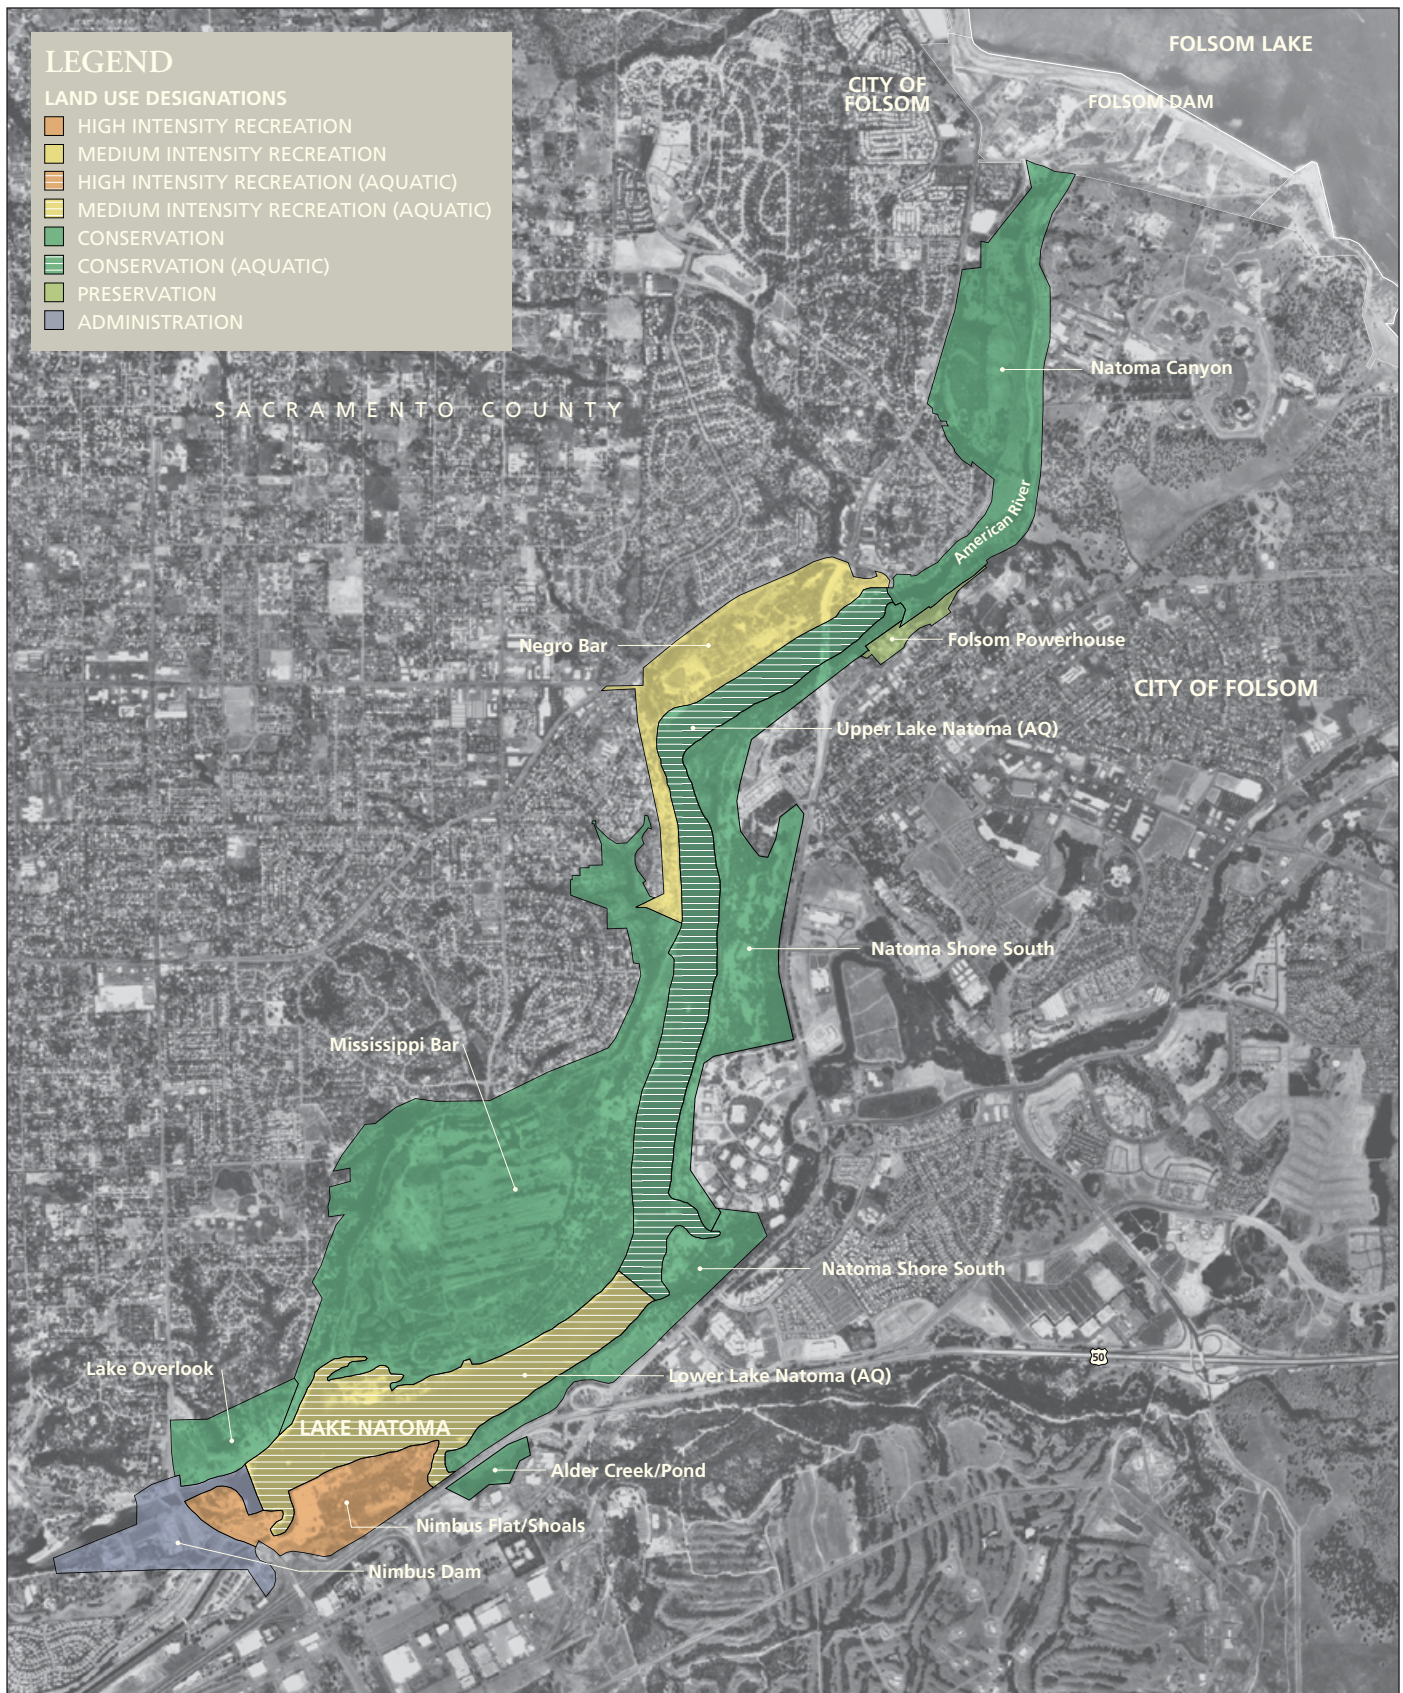 LEGEND
LAND USE DESIGNATIONS
HIGH INTENSITY RECREATION
MEDIUM INTENSITY RECREATION
HIGH INTENSITY RECREATION (AQUATIC)
MEDIUM INTENSITY RECREATION (AQUATIC)
CONSERVATION
CONSERVATION (AQUATIC)
PRESERVATION
ADMINISTRATION
FOLSOM LAKE
CITY OF
FOLSOM
FOLSOM DAM
Natoma Canyon
SACRAMENTO COUNTY
American River
Negro Bar
Folsom Powerhouse
CITY OF FOLSOM
Upper Lake Natoma (AQ)
Natoma Shore South
Mississippi Bar
Natoma Shore South
50
Lake Overlook
Lower Lake Natoma (AQ)
LAKE NATOMA
Alder Creek/Pond
Nimbus Flat/Shoals
Nimbus Dam